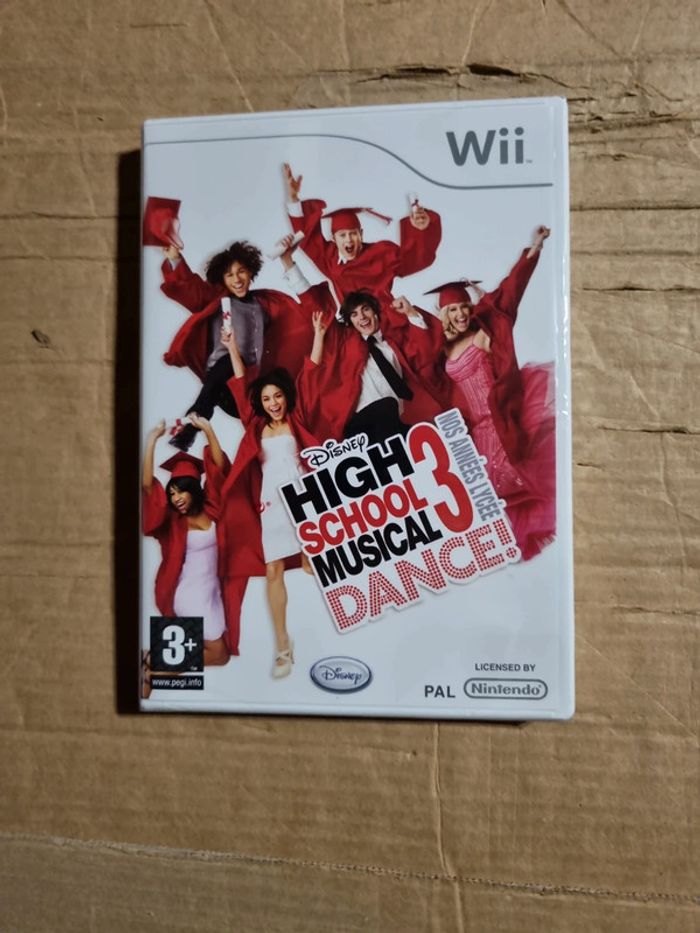 Wii
Disney
HIGH
SCHOOL
MUSICAL 3
NOS ANNÉES LYCÉE
DANCE!
3+
www.pegi.info
Disney
LICENSED BY
PAL Nintendo